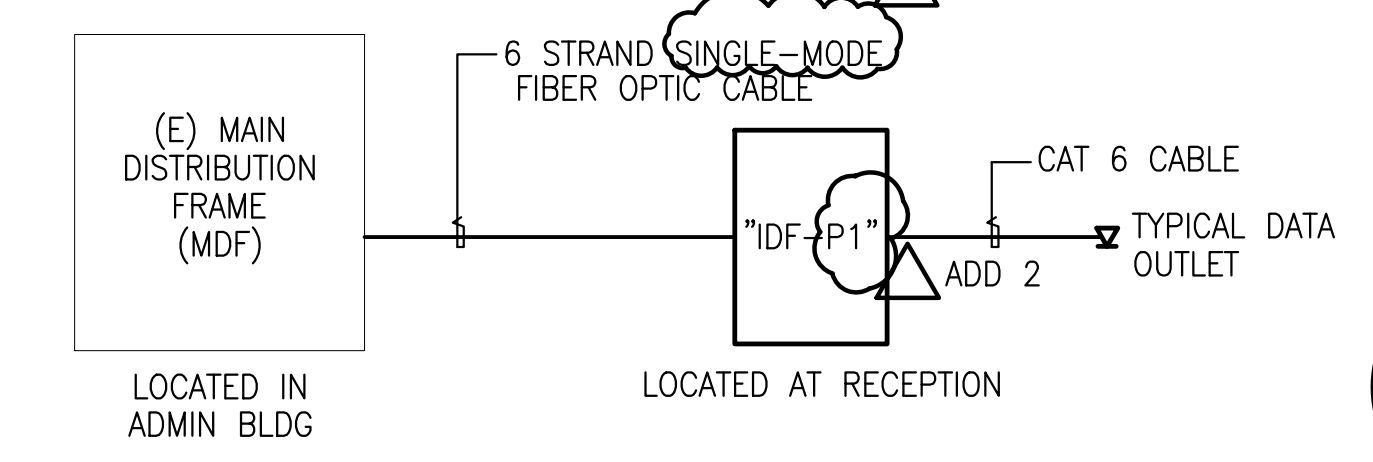 6 STRAND SINGLE-MODE
FIBER OPTIC CABLE
(E) MAIN
DISTRIBUTION
FRAME
(MDF)
CAT 6 CABLE
"IDF-P1"
TYPICAL DATA
OUTLET
ADD 2
LOCATED IN
ADMIN BLDG
LOCATED AT RECEPTION